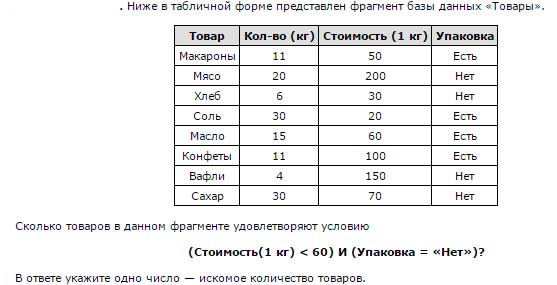 . Ниже в табличной форме представлен фрагмент базы данных «Товары».
Товар Кол-во (кг) Стоимость (1 кг) Упаковка
Макароны 11 50 Есть
Мясо 20 200 Нет
Хлеб 6 30 Нет
Соль 30 20 Есть
Масло 15 60 Есть
Конфеты 11 100 Есть
Вафли 4 150 Нет
Сахар 30 70 Нет
Сколько товаров в данном фрагменте удовлетворяют условию
(Стоимость(1 кг) < 60) И (Упаковка = «Нет»)?
В ответе укажите одно число — искомое количество товаров.